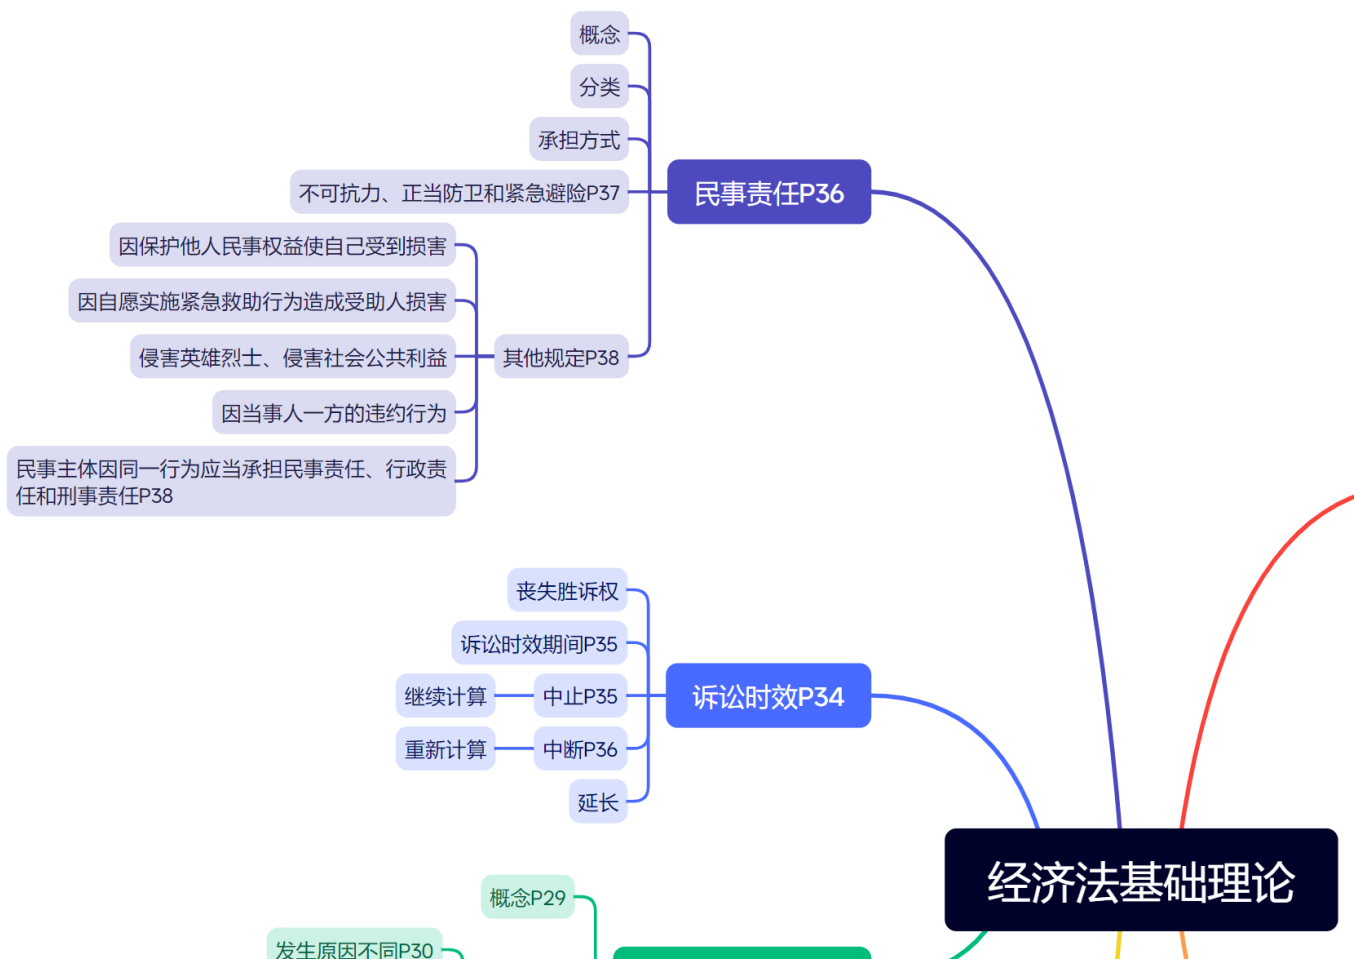 概念
分类
承担方式
不可抗力、正当防卫和紧急避险P37
民事责任P36
因保护他人民事权益使自己受到损害
因自愿实施紧急救助行为造成受助人损害
侵害英雄烈士、侵害社会公共利益
其他规定P38
因当事人一方的违约行为
民事主体因同一行为应当承担民事责任、行政责
任和刑事责任P38
丧失胜诉权
诉讼时效期间P35
继续计算
中止P35
诉讼时效P34
重新计算
中断P36
延长
经济法基础理论
概念P29
发生原因不同P30